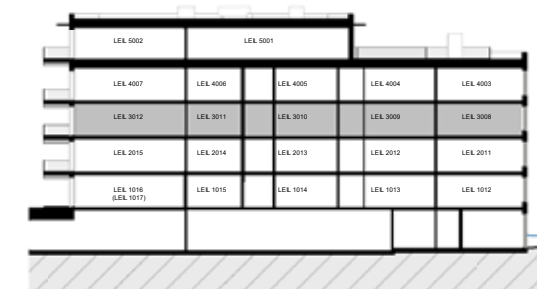 LEIL 5002
LEIL 5001
LEIL 4007
LEIL 4006
LEIL 4005
LEIL 4004
LEIL 4003
LEIL 3012
LEIL 3011
LEIL 3010
LEIL 3009
LEIL 3008
LEIL 2015
LEIL 2014
LEIL 2013
LEIL 2012
LEIL 2011
LEIL 1016
(LEIL 1017)
LEIL 1015
LEIL 1014
LEIL 1013
LEIL 1012